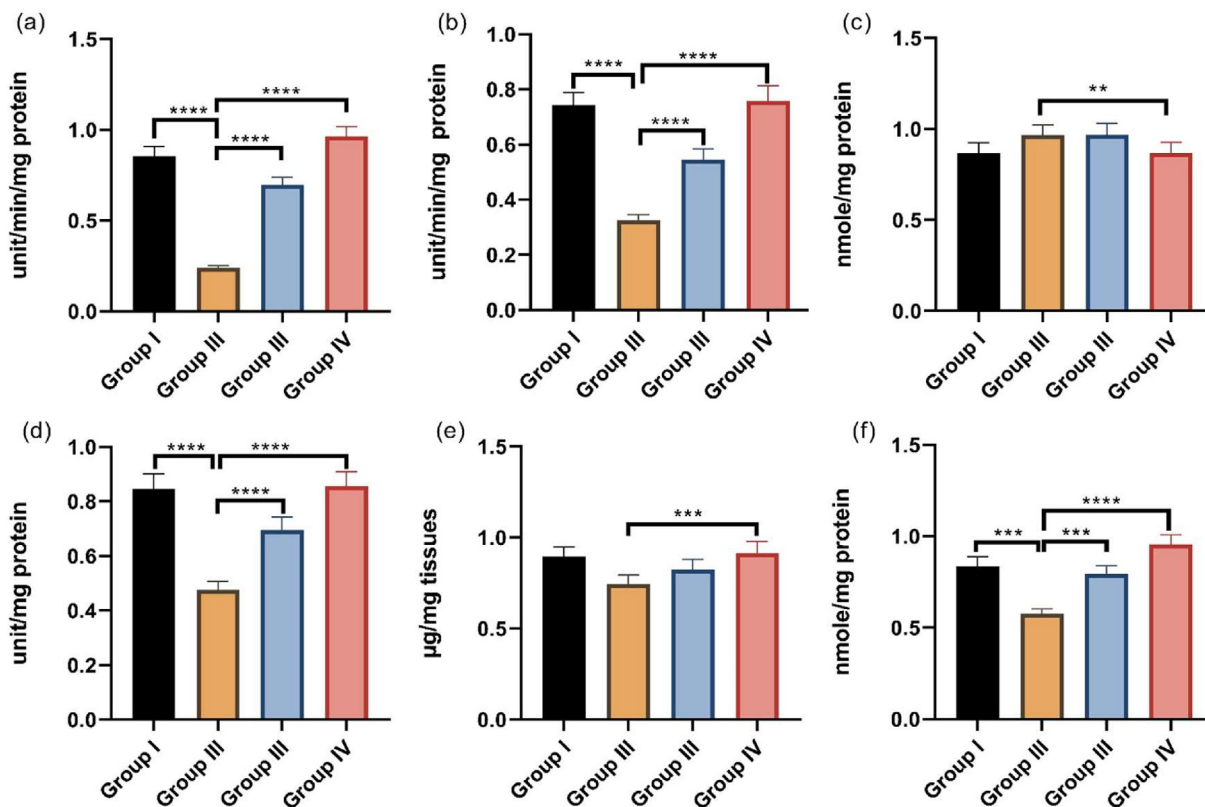 (a)
unit/min/mg protein
1.5
1.0
0.5
0.0
****
****
****
Group I
Group III
Group III
Group IV
(b)
unit/min/mg protein
1.0
0.8
0.6
0.4
0.2
0.0
****
****
****
Group I
Group III
Group III
Group IV
(c)
nmole/mg protein
1.5
1.0
0.5
0.0
**
Group I
Group III
Group III
Group IV
(d)
unit/mg protein
1.0
0.8
0.6
0.4
0.2
0.0
****
****
****
Group I
Group III
Group III
Group IV
(e)
µg/mg tissues
1.5
1.0
0.5
0.0
***
Group I
Group III
Group III
Group IV
(f)
nmole/mg protein
1.5
1.0
0.5
0.0
****
***
***
Group I
Group III
Group III
Group IV